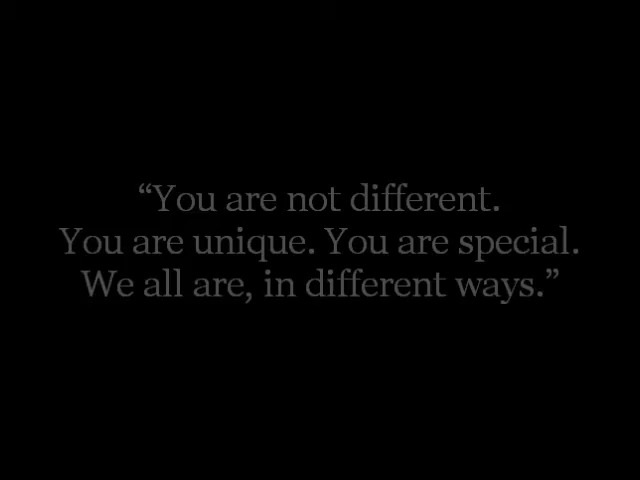 “You are not different.
You are unique. You are special.
We all are, in different ways.”